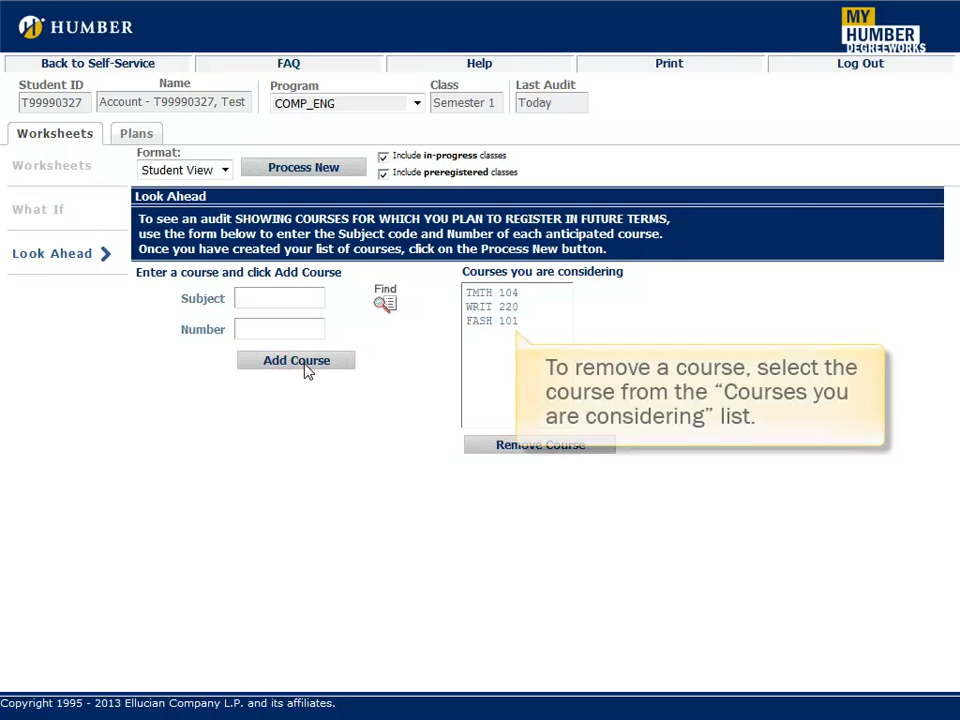 HUMBER
MY
HUMBER
DEGREEWORKS
Back to Self-Service FAQ Help Print Log Out
Student ID Name Program Class Last Audit
T99990327 Account - T99990327, Test COMP_ENG Semester 1 Today
Worksheets Plans
Format:
Student View Process New
Include in-progress classes
Include preregistered classes
Worksheets
What If
Look Ahead
Look Ahead
To see an audit SHOWING COURSES FOR WHICH YOU PLAN TO REGISTER IN FUTURE TERMS,
use the form below to enter the Subject code and Number of each anticipated course.
Once you have created your list of courses, click on the Process New button.
Enter a course and click Add Course
Subject
Number
Find
Add Course
Courses you are considering
TMTH 104
WRIT 220
FASH 101
To remove a course, select the
course from the “Courses you
are considering” list.
Remove Course
Copyright 1995 - 2013 Ellucian Company L.P. and its affiliates.